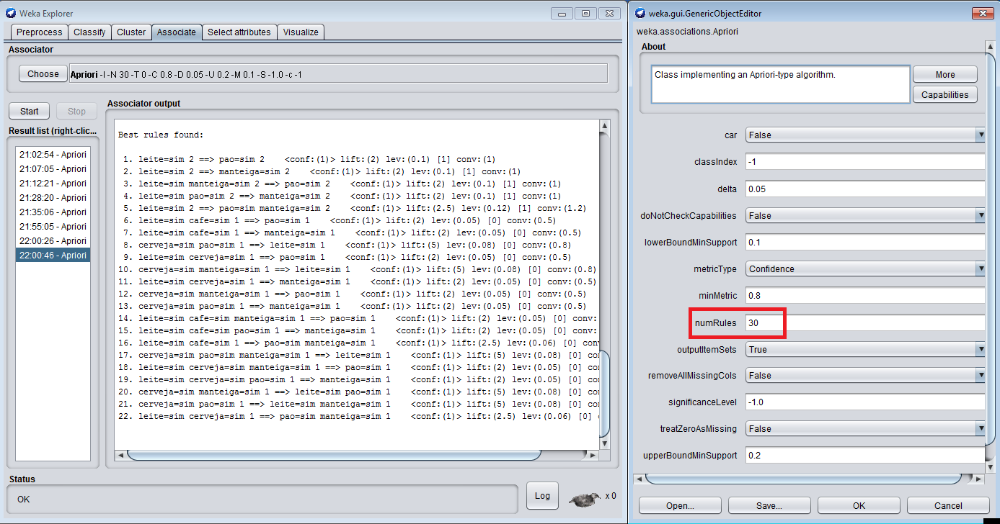 Weka Explorer
Preprocess Classify Cluster Associate Select attributes Visualize
Associator
Choose Apriori -I -N 30 -T 0 -C 0.8 -D 0.05 -U 0.2 -M 0.1 -S -1.0 -c -1
Start Stop
Result list (right-clic...
21:02:54 - Apriori
21:07:05 - Apriori
21:12:21 - Apriori
21:28:20 - Apriori
21:35:06 - Apriori
21:55:05 - Apriori
22:00:26 - Apriori
22:00:46 - Apriori
Associator output
Best rules found:
1. leite=sim 2 ==> pao=sim 2 <conf:(1)> lift:(2) lev:(0.1) [1] conv:(1)
2. leite=sim 2 ==> manteiga=sim 2 <conf:(1)> lift:(2) lev:(0.1) [1] conv:(1)
3. leite=sim manteiga=sim 2 ==> pao=sim 2 <conf:(1)> lift:(2) lev:(0.1) [1] conv:(1)
4. leite=sim pao=sim 2 ==> manteiga=sim 2 <conf:(1)> lift:(2) lev:(0.1) [1] conv:(1)
5. leite=sim 2 ==> pao=sim manteiga=sim 2 <conf:(1)> lift:(2.5) lev:(0.12) [1] conv:(1.2)
6. leite=sim cafe=sim 1 ==> pao=sim 1 <conf:(1)> lift:(2) lev:(0.05) [0] conv:(0.5)
7. leite=sim cafe=sim 1 ==> manteiga=sim 1 <conf:(1)> lift:(2) lev:(0.05) [0] conv:(0.5)
8. cerveja=sim pao=sim 1 ==> leite=sim 1 <conf:(1)> lift:(5) lev:(0.08) [0] conv:(0.8)
9. leite=sim cerveja=sim 1 ==> pao=sim 1 <conf:(1)> lift:(2) lev:(0.05) [0] conv:(0.5)
10. cerveja=sim manteiga=sim 1 ==> leite=sim 1 <conf:(1)> lift:(5) lev:(0.08) [0] conv:(0.8)
11. leite=sim cerveja=sim 1 ==> manteiga=sim 1 <conf:(1)> lift:(2) lev:(0.05) [0] conv:(0.5)
12. cerveja=sim manteiga=sim 1 ==> pao=sim 1 <conf:(1)> lift:(2) lev:(0.05) [0] conv:(0.5)
13. cerveja=sim pao=sim 1 ==> manteiga=sim 1 <conf:(1)> lift:(2) lev:(0.05) [0] conv:(0.5)
14. leite=sim cafe=sim manteiga=sim 1 ==> pao=sim 1 <conf:(1)> lift:(2) lev:(0.05) [0] conv:
15. leite=sim cafe=sim pao=sim 1 ==> manteiga=sim 1 <conf:(1)> lift:(2) lev:(0.05) [0] conv:
16. leite=sim cafe=sim 1 ==> pao=sim manteiga=sim 1 <conf:(1)> lift:(2.5) lev:(0.06) [0] conv
17. cerveja=sim pao=sim manteiga=sim 1 ==> leite=sim 1 <conf:(1)> lift:(5) lev:(0.08) [0] con
18. leite=sim cerveja=sim manteiga=sim 1 ==> pao=sim 1 <conf:(1)> lift:(2) lev:(0.05) [0] con
19. leite=sim cerveja=sim pao=sim 1 ==> manteiga=sim 1 <conf:(1)> lift:(2) lev:(0.05) [0] con
20. cerveja=sim manteiga=sim 1 ==> leite=sim pao=sim 1 <conf:(1)> lift:(5) lev:(0.08) [0] con
21. cerveja=sim pao=sim 1 ==> leite=sim manteiga=sim 1 <conf:(1)> lift:(5) lev:(0.08) [0] con
22. leite=sim cerveja=sim 1 ==> pao=sim manteiga=sim 1 <conf:(1)> lift:(2.5) lev:(0.06) [0]
Status
OK
Log x 0
weka.gui.GenericObjectEditor
weka.associations.Apriori
About
Class implementing an Apriori-type algorithm.
More
Capabilities
car False
classIndex -1
delta 0.05
doNotCheckCapabilities False
lowerBoundMinSupport 0.1
metricType Confidence
minMetric 0.8
numRules 30
outputItemSets True
removeAllMissingCols False
significanceLevel -1.0
treatZeroAsMissing False
upperBoundMinSupport 0.2
Open... Save... OK Cancel